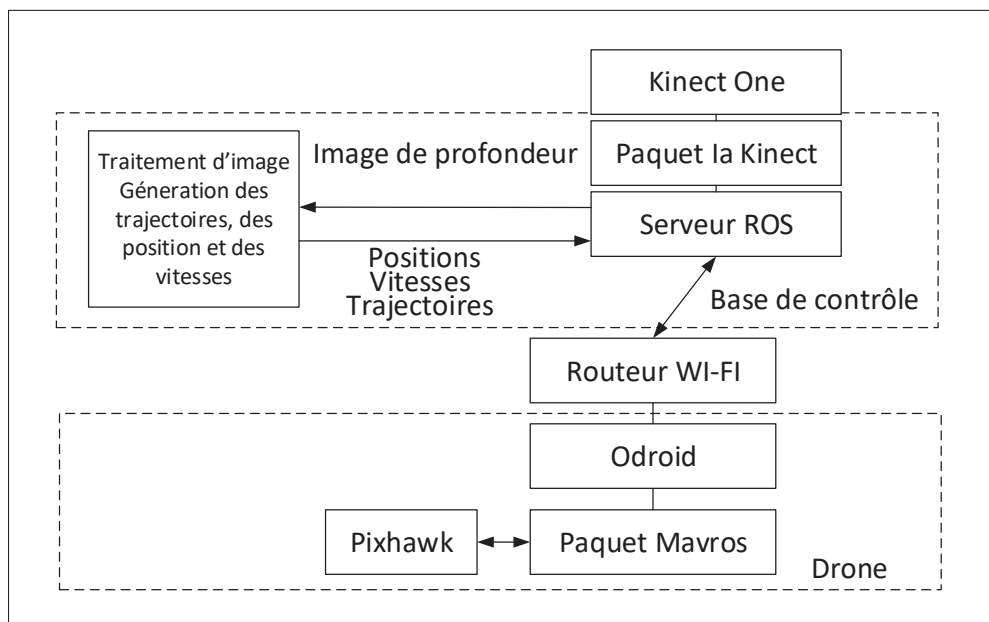 Kinect One
Paquet Ia Kinect
Image de profondeur
Traitement d'image
Géneration des
trajectoires, des
position et des
vitesses
Serveur ROS
Positions
Vitesses
Trajectoires
Base de contrôle
Routeur WI-FI
Odroid
Pixhawk
Paquet Mavros
Drone